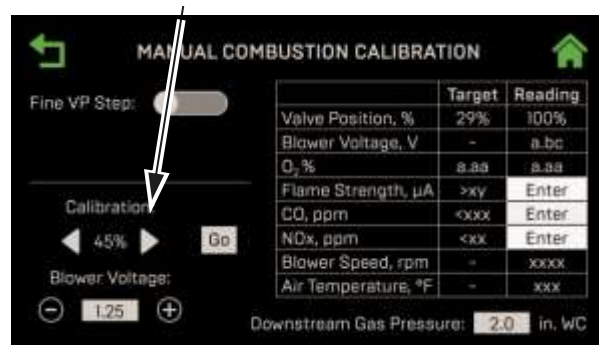 MANUAL COMBUSTION CALIBRATION
Fine VP Step:
Target Reading
Valve Position, % 29% 100%
Blower Voltage, V - a.bc
O₂% a.aa a.aa
Flame Strength, µA >xy Enter
CO, ppm <xxx Enter
NOx, ppm <xx Enter
Blower Speed, rpm - xxxx
Air Temperature, °F - xxx
Calibration:
45% Go
Blower Voltage:
1.25
Downstream Gas Pressure: 2.0 in. WC